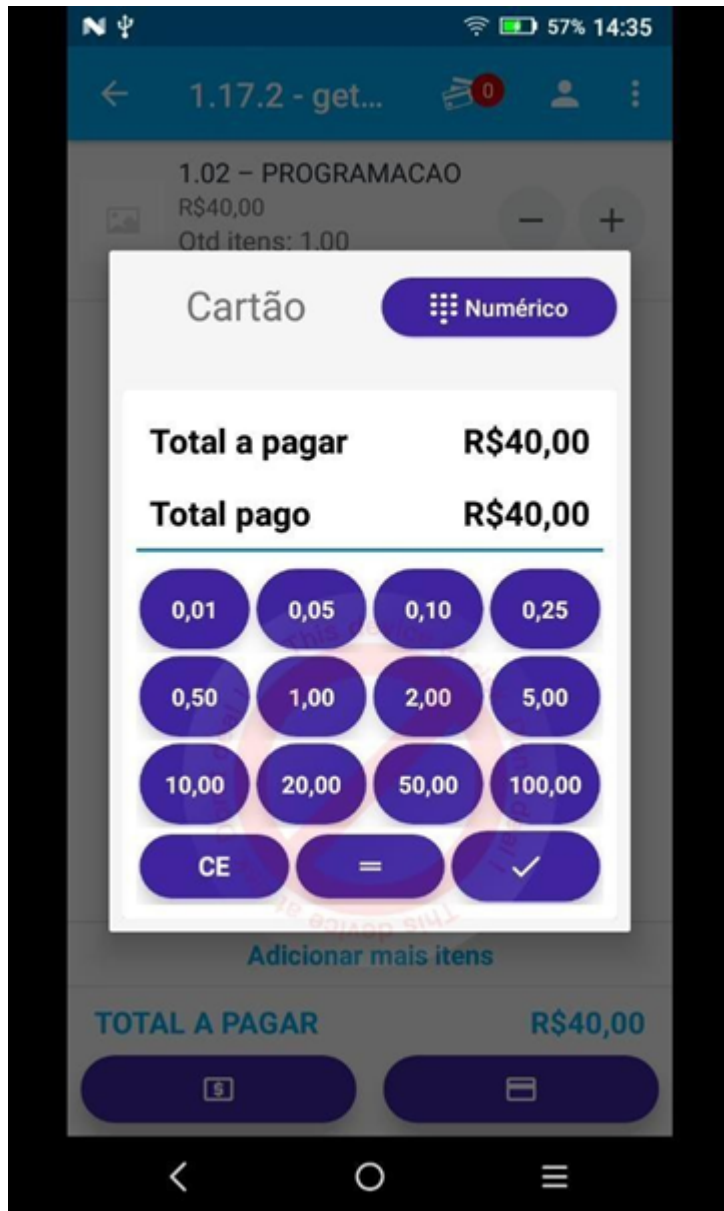 57% 14:35
1.17.2 - get... 0
1.02 – PROGRAMACAO
R$40,00
Qtd itens: 1.00
Cartão Numérico
Total a pagar R$40,00
Total pago R$40,00
0,01 0,05 0,10 0,25
0,50 1,00 2,00 5,00
10,00 20,00 50,00 100,00
CE =
Adicionar mais itens
TOTAL A PAGAR R$40,00